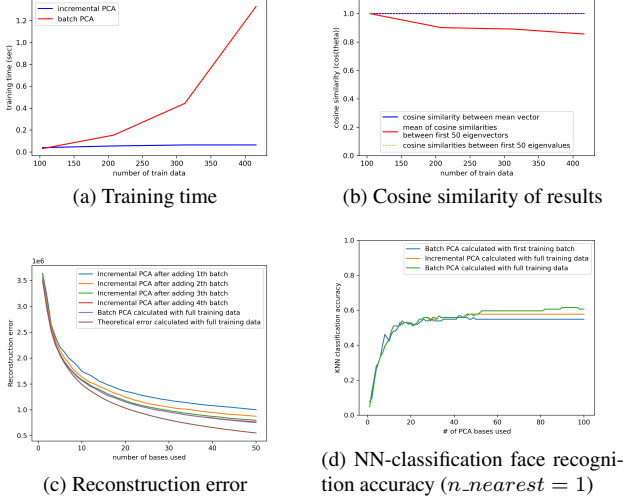 incremental PCA
batch PCA
training time (sec)
1.2
1.0
0.8
0.6
0.4
0.2
0.0
100 150 200 250 300 350 400
number of train data
(a) Training time
cosine similarity (cos(theta))
1.0
0.8
0.6
0.4
0.2
0.0
cosine similarity between mean vector
mean of cosine similarities
between first 50 eigenvectors
cosine similarities between first 50 eigenvalues
100 150 200 250 300 350 400
number of train data
(b) Cosine similarity of results
1e6
Reconstruction error
3.5
3.0
2.5
2.0
1.5
1.0
0.5
Incremental PCA after adding 1th batch
Incremental PCA after adding 2th batch
Incremental PCA after adding 3th batch
Incremental PCA after adding 4th batch
Batch PCA calculated with full training data
Theoretical error calculated with full training data
0 10 20 30 40 50
number of bases used
(c) Reconstruction error
KNN classification accuracy
1.0
0.8
0.6
0.4
0.2
0.0
Batch PCA calculated with first training batch
Incremental PCA calculated with full training data
Batch PCA calculated with full training data
0 20 40 60 80 100
# of PCA bases used
(d) NN-classification face recogni-
tion accuracy (n_nearest = 1)